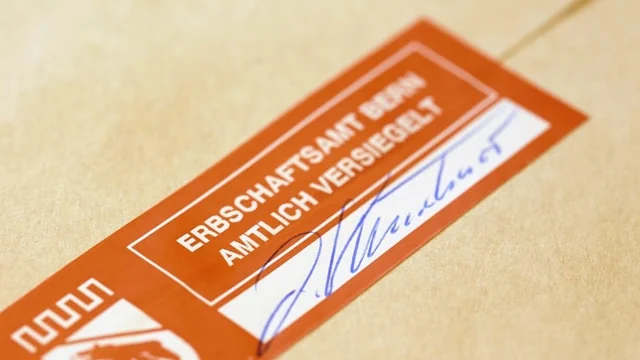 ERBSCHAFTSAMT BERN
AMTLICH VERSIEGELT